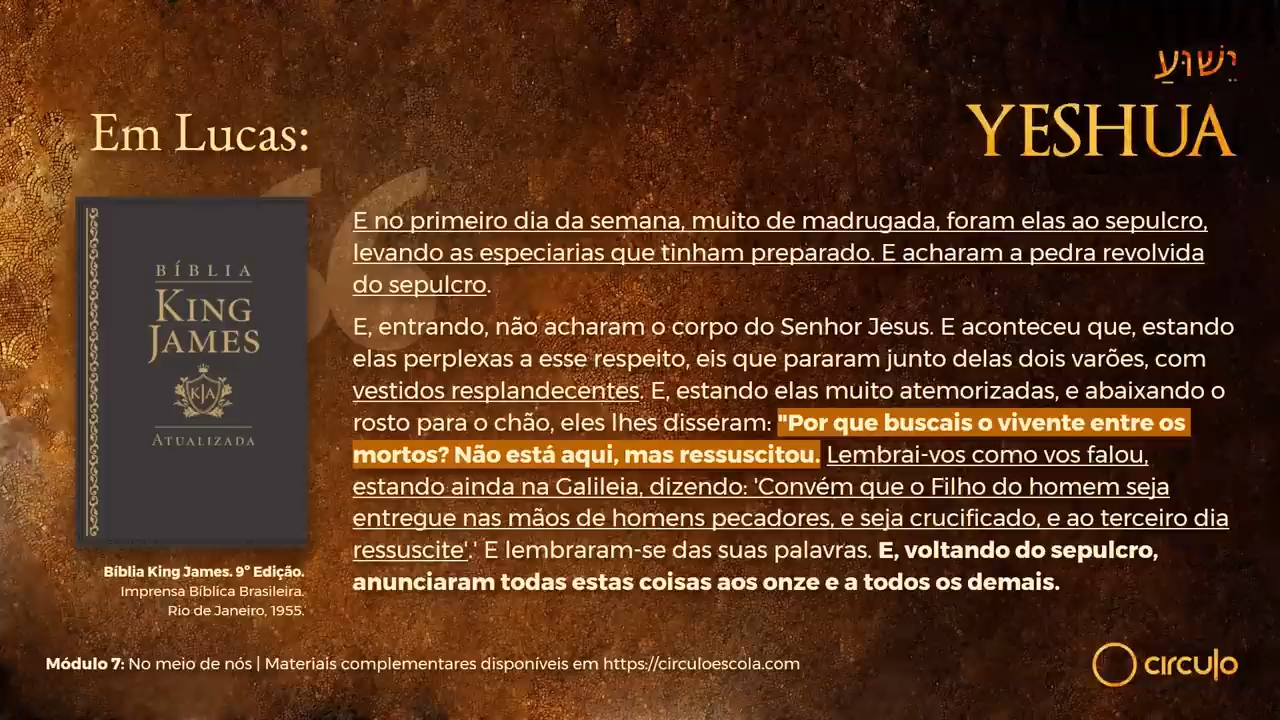 יֵשׁוּעַ
YESHUA
Em Lucas:
BÍBLIA
KING
JAMES
KJA
ATUALIZADA
Bíblia King James. 9º Edição.
Imprensa Bíblica Brasileira.
Rio de Janeiro, 1955.
E no primeiro dia da semana, muito de madrugada, foram elas ao sepulcro,
levando as especiarias que tinham preparado. E acharam a pedra revolvida
do sepulcro.
E, entrando, não acharam o corpo do Senhor Jesus. E aconteceu que, estando
elas perplexas a esse respeito, eis que pararam junto delas dois varões, com
vestidos resplandecentes. E, estando elas muito atemorizadas, e abaixando o
rosto para o chão, eles lhes disseram: "Por que buscais o vivente entre os
mortos? Não está aqui, mas ressuscitou. Lembrai-vos como vos falou,
estando ainda na Galileia, dizendo: 'Convém que o Filho do homem seja
entregue nas mãos de homens pecadores, e seja crucificado, e ao terceiro dia
ressuscite'.' E lembraram-se das suas palavras. E, voltando do sepulcro,
anunciaram todas estas coisas aos onze e a todos os demais.
Módulo 7: No meio de nós | Materiais complementares disponíveis em https://circuloescola.com
circulo